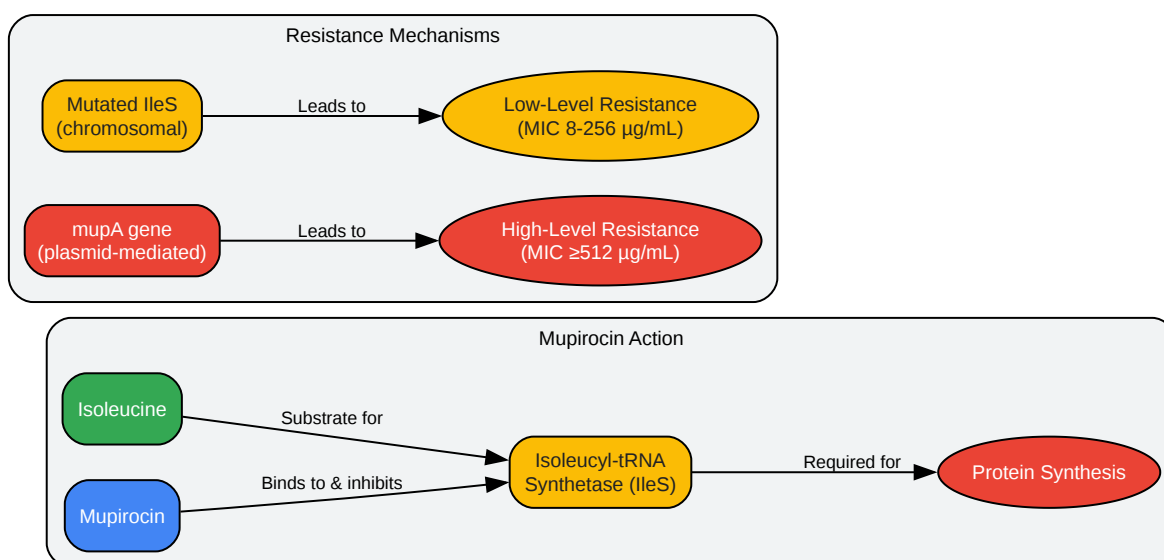 Resistance Mechanisms
Mutated IleS
(chromosomal)
Leads to
Low-Level Resistance
(MIC 8-256 µg/mL)
mupA gene
(plasmid-mediated)
Leads to
High-Level Resistance
(MIC ≥512 µg/mL)
Mupirocin Action
Isoleucine
Substrate for
Mupirocin
Binds to & inhibits
Isoleucyl-tRNA
Synthetase (IleS)
Required for
Protein Synthesis